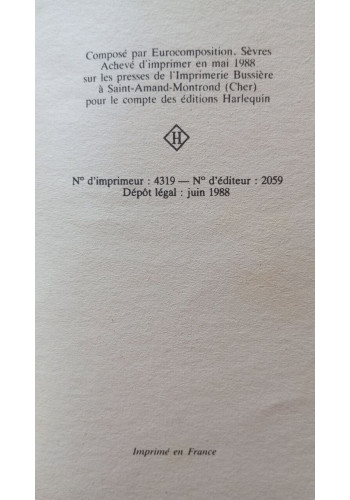 Composé par Eurocomposition, Sèvres
Achevé d'imprimer en mai 1988
sur les presses de l'Imprimerie Bussière
à Saint-Amand-Montrond (Cher)
pour le compte des éditions Harlequin
H
N° d'imprimeur : 4319 — N° d'éditeur : 2059
Dépôt légal : juin 1988
Imprimé en France